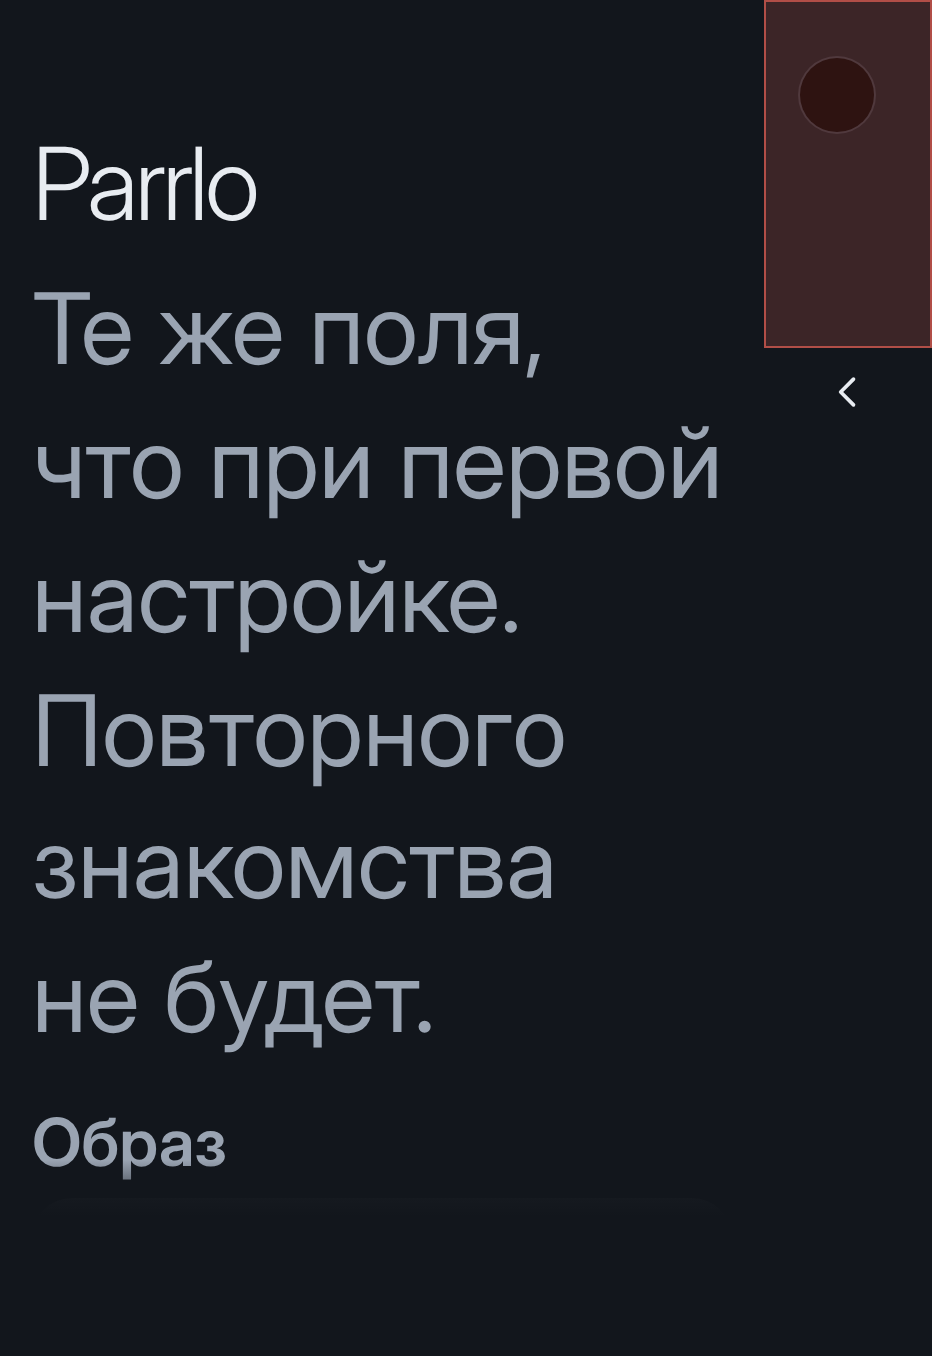 Parrlo
Те же поля,
что при первой
настройке.
Повторного
знакомства
не будет.
Образ